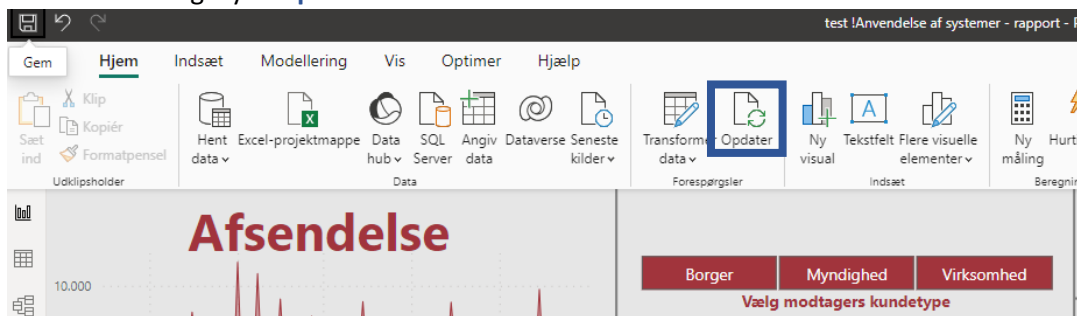 test !Anvendelse af systemer - rapport -
Gem
Hjem Indsæt Modellering Vis Optimer Hjælp
Sæt ind
Klip
Kopiér
Formatpensel
Udklipsholder
Hent data
Excel-projektmappe
Data hub
SQL Server
Angiv data
Dataverse
Seneste kilder
Data
Transformer data
Opdater
Forespørgsler
Ny visual
Tekstfelt
Flere visuelle elementer
Indsæt
Ny måling
Afsendelse
10.000
Borger Myndighed Virksomhed
Vælg modtagers kundetype